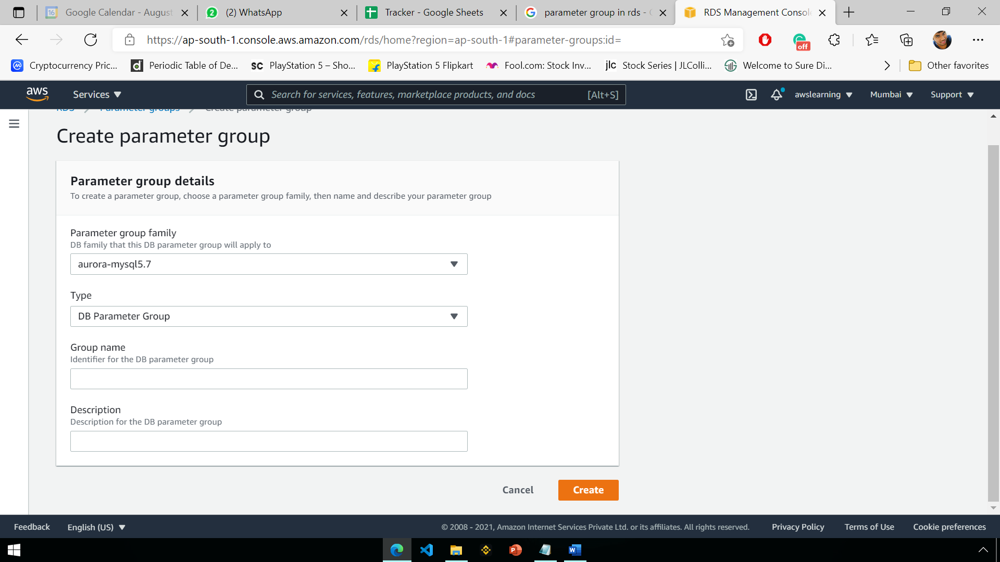 16 Google Calendar - August
2 (2) WhatsApp
Tracker - Google Sheets
parameter group in rds -
RDS Management Console
https://ap-south-1.console.aws.amazon.com/rds/home?region=ap-south-1#parameter-groups:id=
off
Cryptocurrency Pric...
d Periodic Table of De...
SC PlayStation 5 – Sho...
PlayStation 5 Flipkart
Fool.com: Stock Inv...
jlc Stock Series | JLColli...
Welcome to Sure Di...
Other favorites
aws
Services
Search for services, features, marketplace products, and docs [Alt+S]
awslearning
Mumbai
Support
RDS Parameter groups Create parameter group
Create parameter group
Parameter group details
To create a parameter group, choose a parameter group family, then name and describe your parameter group
Parameter group family
DB family that this DB parameter group will apply to
aurora-mysql5.7
Type
DB Parameter Group
Group name
Identifier for the DB parameter group
Description
Description for the DB parameter group
Cancel Create
Feedback English (US) © 2008 - 2021, Amazon Internet Services Private Ltd. or its affiliates. All rights reserved. Privacy Policy Terms of Use Cookie preferences